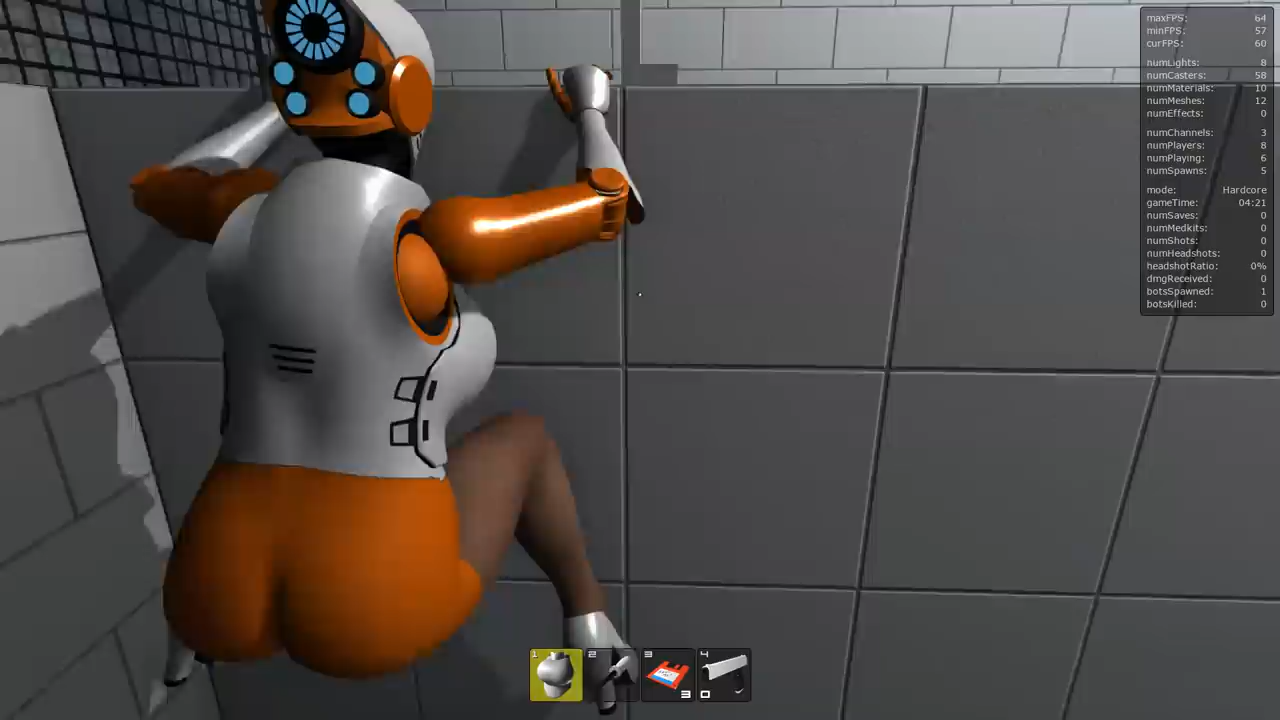 maxFPS: 64
minFPS: 57
curFPS: 60
numLights: 8
numCasters: 58
numMaterials: 10
numMeshes: 12
numEffects: 0
numChannels: 3
numPlayers: 8
numPlaying: 6
numSpawns: 5
mode: Hardcore
gameTime: 04:21
numSaves: 0
numMedkits: 0
numShots: 0
numHeadshots: 0
headshotRatio: 0%
dmgReceived: 0
botsSpawned: 1
botsKilled: 0
1 2 3 4
3 0